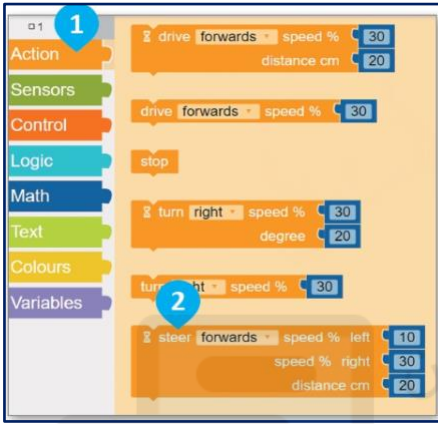 1
1
Action
Sensors
Control
Logic
Math
Text
Colours
Variables
drive forwards speed % 30
distance cm 20
drive forwards speed % 30
stop
turn right speed % 30
degree 20
speed % 30
2
steer forwards speed % left 10
speed % right 30
distance cm 20